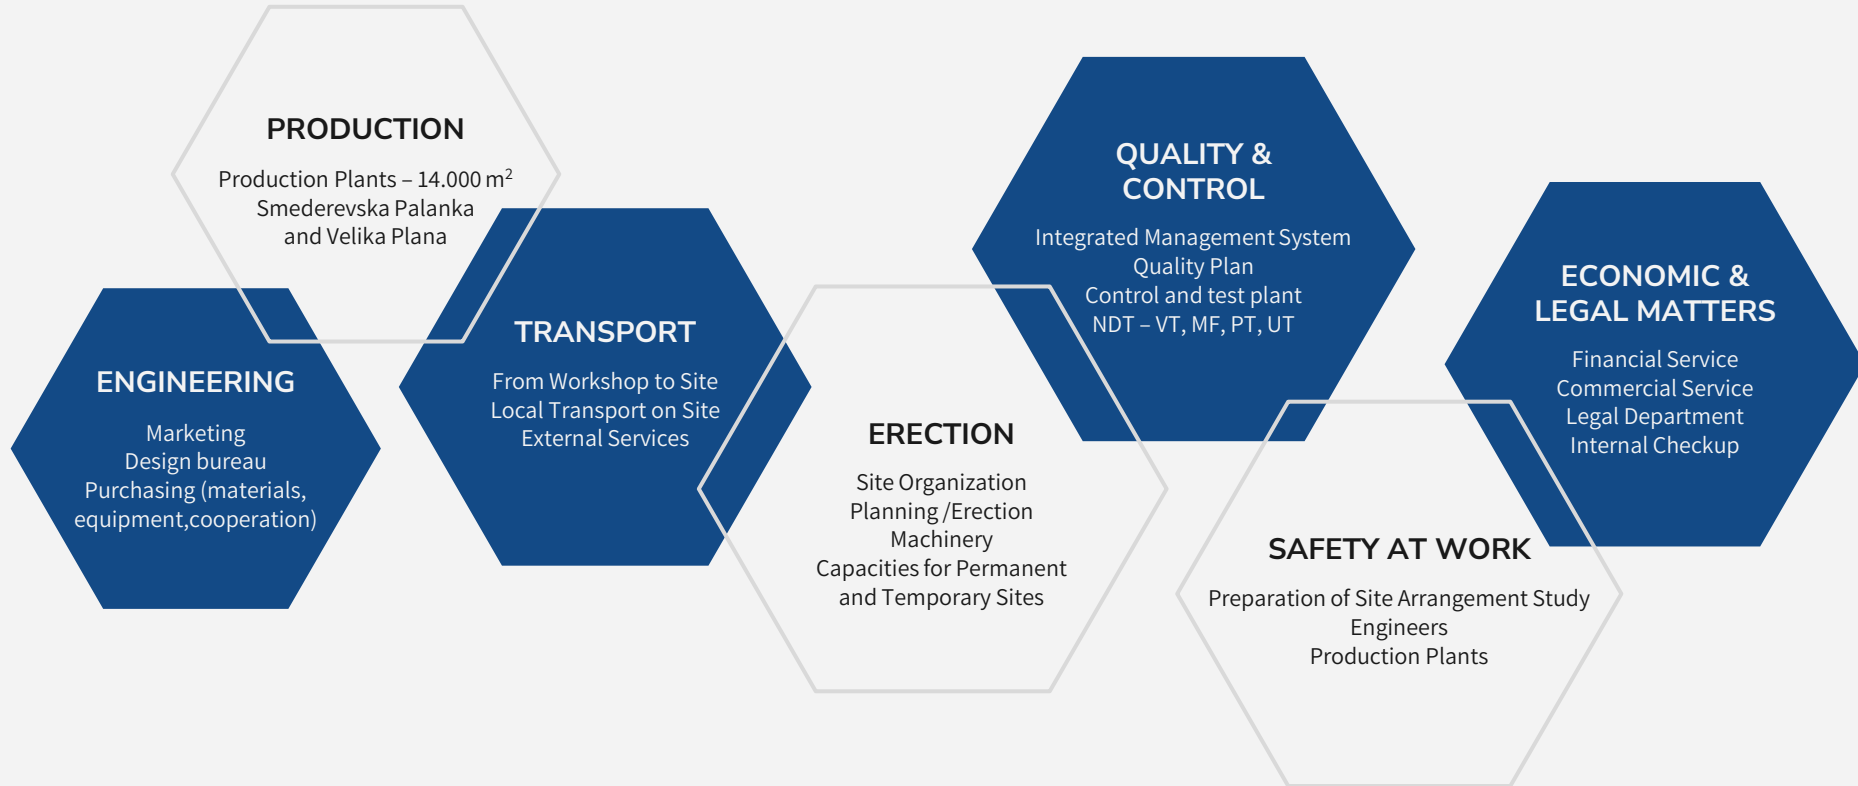 PRODUCTION
Production Plants – 14.000 m²
Smederevska Palanka
and Velika Plana
ENGINEERING
Marketing
Design bureau
Purchasing (materials,
equipment,cooperation)
TRANSPORT
From Workshop to Site
Local Transport on Site
External Services
ERECTION
Site Organization
Planning /Erection
Machinery
Capacities for Permanent
and Temporary Sites
QUALITY &
CONTROL
Integrated Management System
Quality Plan
Control and test plant
NDT – VT, MF, PT, UT
SAFETY AT WORK
Preparation of Site Arrangement Study
Engineers
Production Plants
ECONOMIC &
LEGAL MATTERS
Financial Service
Commercial Service
Legal Department
Internal Checkup